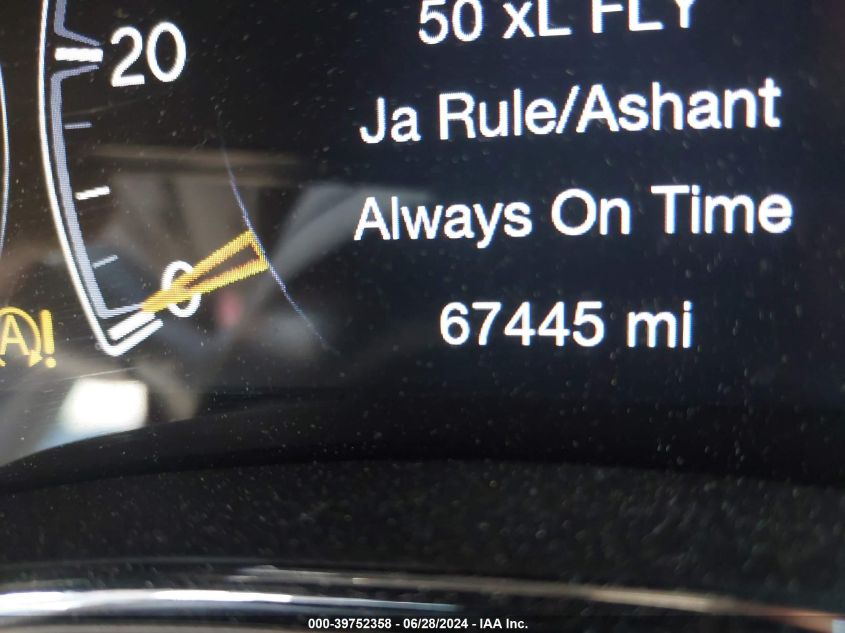 50 xL FLY
20
Ja Rule/Ashant
Always On Time
0
67445 mi
A!
000-39752358 - 06/28/2024 - IAA Inc.